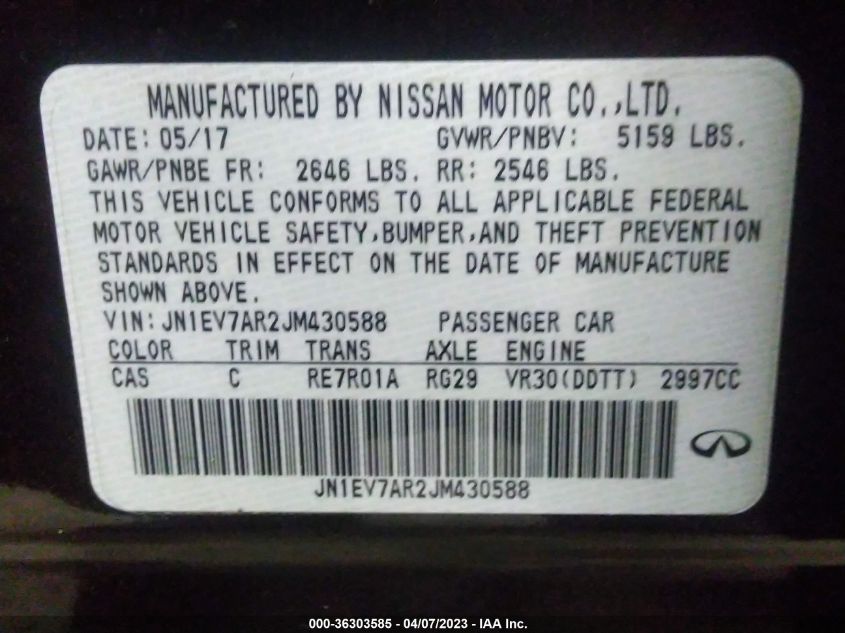 MANUFACTURED BY NISSAN MOTOR CO.,LTD.
DATE: 05/17 GVWR/PNBV: 5159 LBS.
GAWR/PNBE FR: 2646 LBS. RR: 2546 LBS.
THIS VEHICLE CONFORMS TO ALL APPLICABLE FEDERAL
MOTOR VEHICLE SAFETY,BUMPER,AND THEFT PREVENTION
STANDARDS IN EFFECT ON THE DATE OF MANUFACTURE
SHOWN ABOVE.
VIN:JN1EV7AR2JM430588 PASSENGER CAR
COLOR TRIM TRANS AXLE ENGINE
CAS C RE7R01A RG29 VR30(DDTT) 2997CC
JN1EV7AR2JM430588
000-36303585 - 04/07/2023 - IAA Inc.